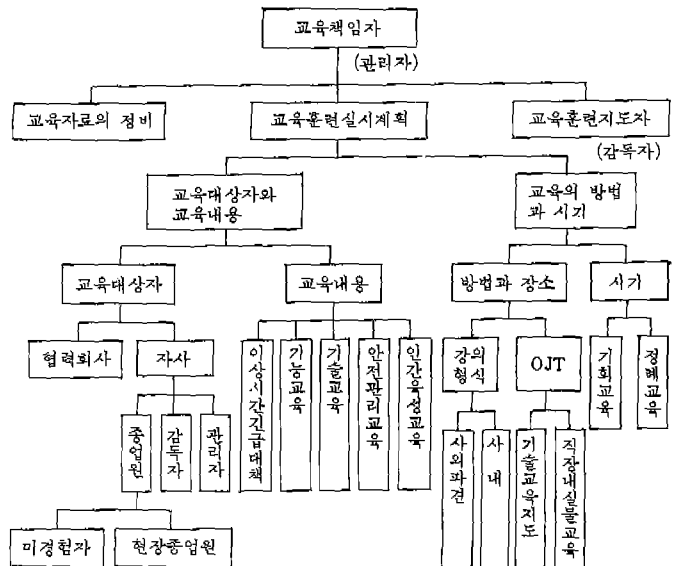 교육책임자
(관리자)
교육자료의 정비
교육훈련실시계획
교육훈련지도자
(감독자)
교육대상자와
교육내용
교육의 방법
과 시기
교육대상자
교육내용
방법과 장소
시기
협력회사
자사
이상시간긴급대책
기능교육
기술교육
안전관리교육
인간육성교육
강의
형식
OJT
기회교육
정례교육
종업원
감독자
관리자
사외파견
사내
기술교육지도
직장내실물교육
미경험자
현장종업원